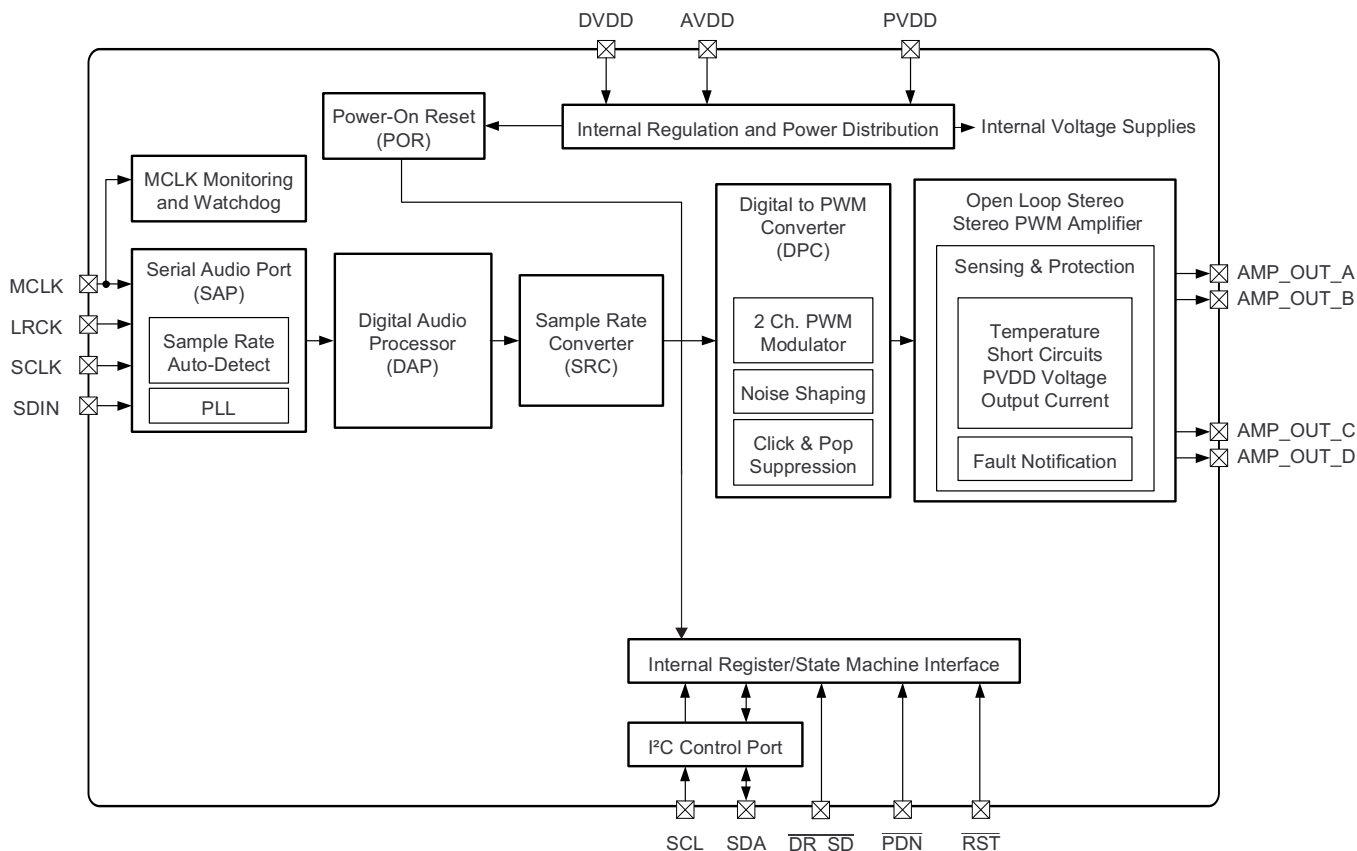 DVDD AVDD PVDD
Power-On Reset
(POR)
Internal Regulation and Power Distribution
Internal Voltage Supplies
MCLK Monitoring
and Watchdog
MCLK
LRCK
SCLK
SDIN
Serial Audio Port
(SAP)
Sample Rate
Auto-Detect
PLL
Digital Audio
Processor
(DAP)
Sample Rate
Converter
(SRC)
Digital to PWM
Converter
(DPC)
2 Ch. PWM
Modulator
Noise Shaping
Click & Pop
Suppression
Open Loop Stereo
Stereo PWM Amplifier
Sensing & Protection
Temperature
Short Circuits
PVDD Voltage
Output Current
Fault Notification
AMP_OUT_A
AMP_OUT_B
AMP_OUT_C
AMP_OUT_D
Internal Register/State Machine Interface
I²C Control Port
SCL SDA DR_SD PDN RST